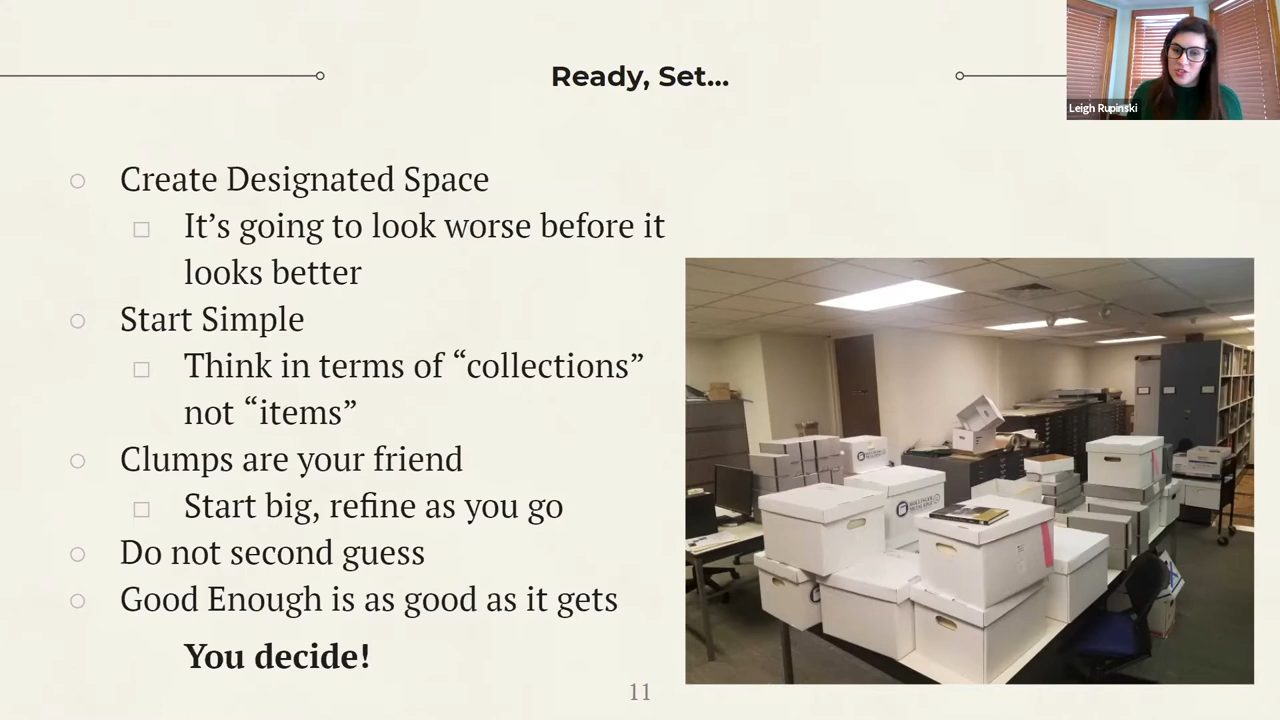 Ready, Set...
Leigh Rupinski
Create Designated Space
It’s going to look worse before it
looks better
Start Simple
Think in terms of “collections”
not “items”
Clumps are your friend
Start big, refine as you go
Do not second guess
Good Enough is as good as it gets
You decide!
11